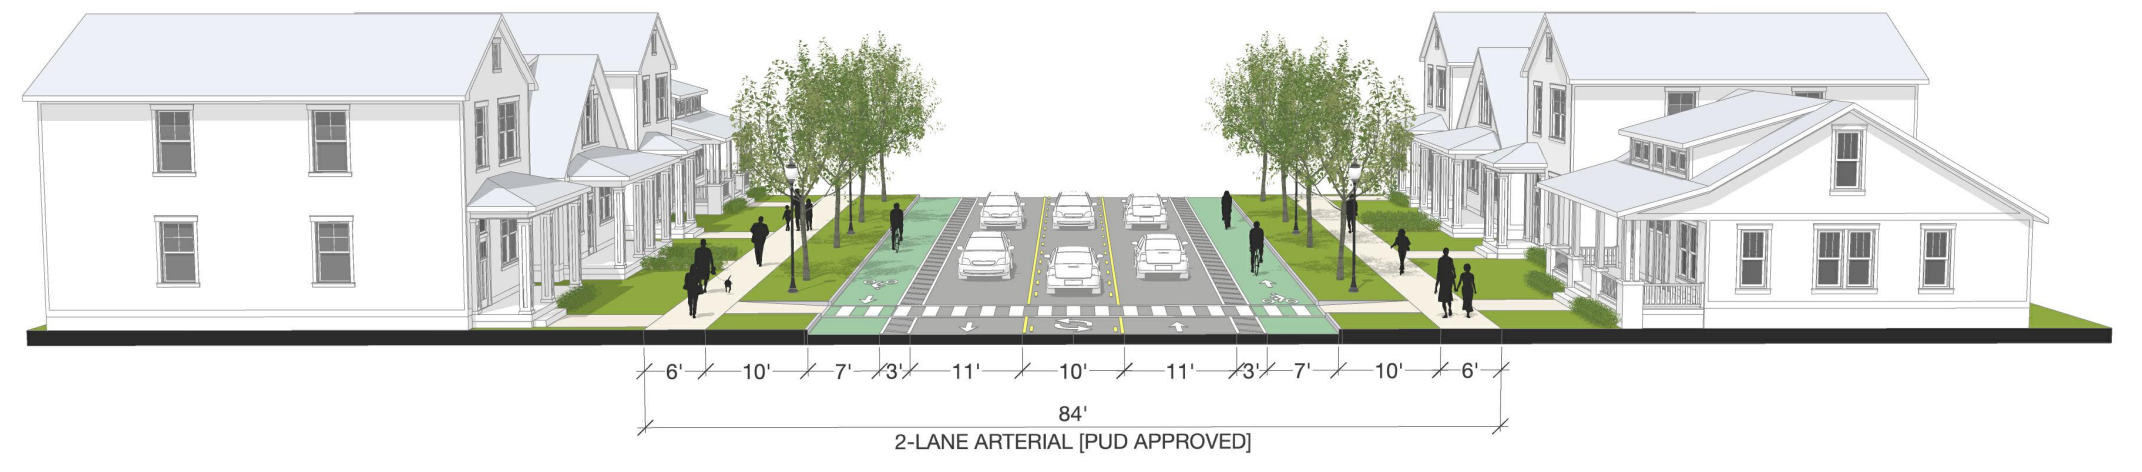 6' 10' 7' 3' 11' 10' 11' 3' 7' 10' 6'
84'
2-LANE ARTERIAL [PUD APPROVED]